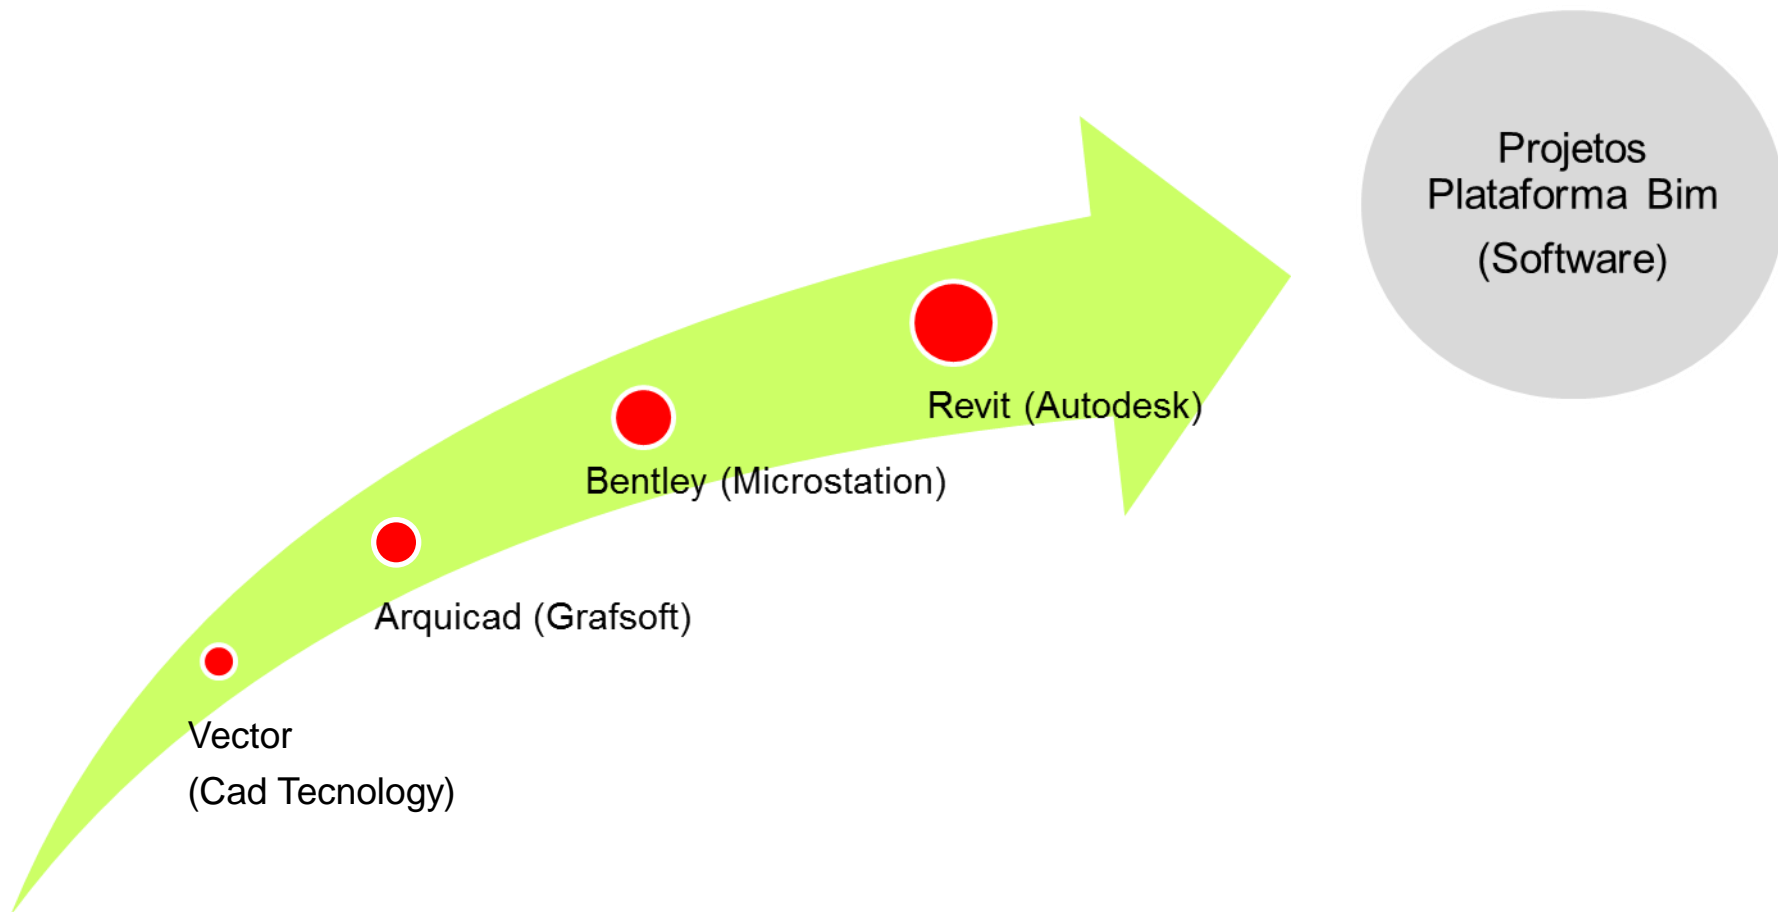 Projetos
Plataforma Bim
(Software)
Revit (Autodesk)
Bentley (Microstation)
Arquicad (Grafsoft)
Vector
(Cad Tecnology)